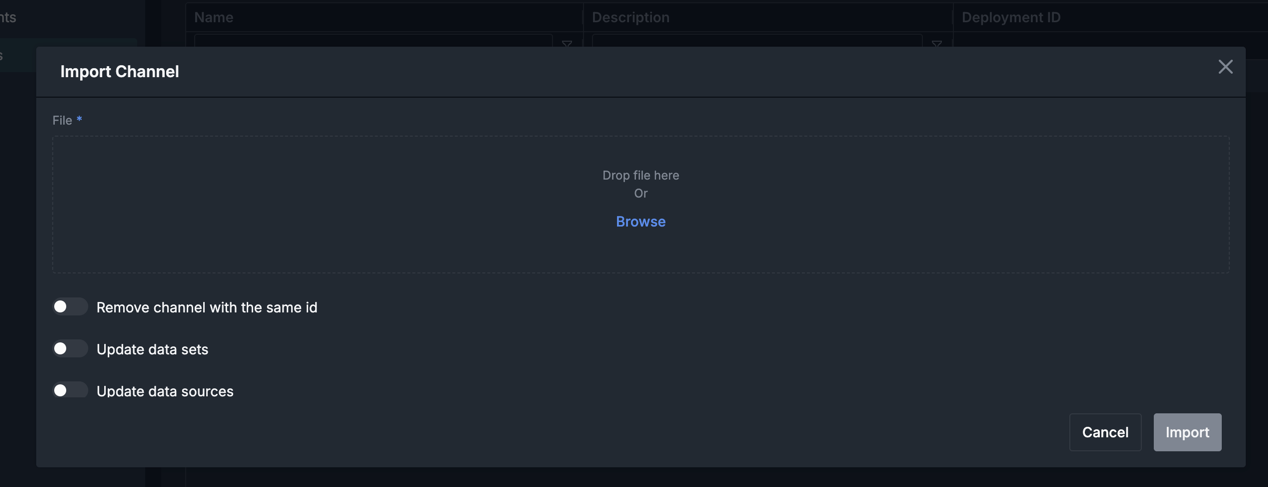 nts
Name
Description
Deployment ID
s
Import Channel
File *
Drop file here
Or
Browse
Remove channel with the same id
Update data sets
Update data sources
Cancel
Import